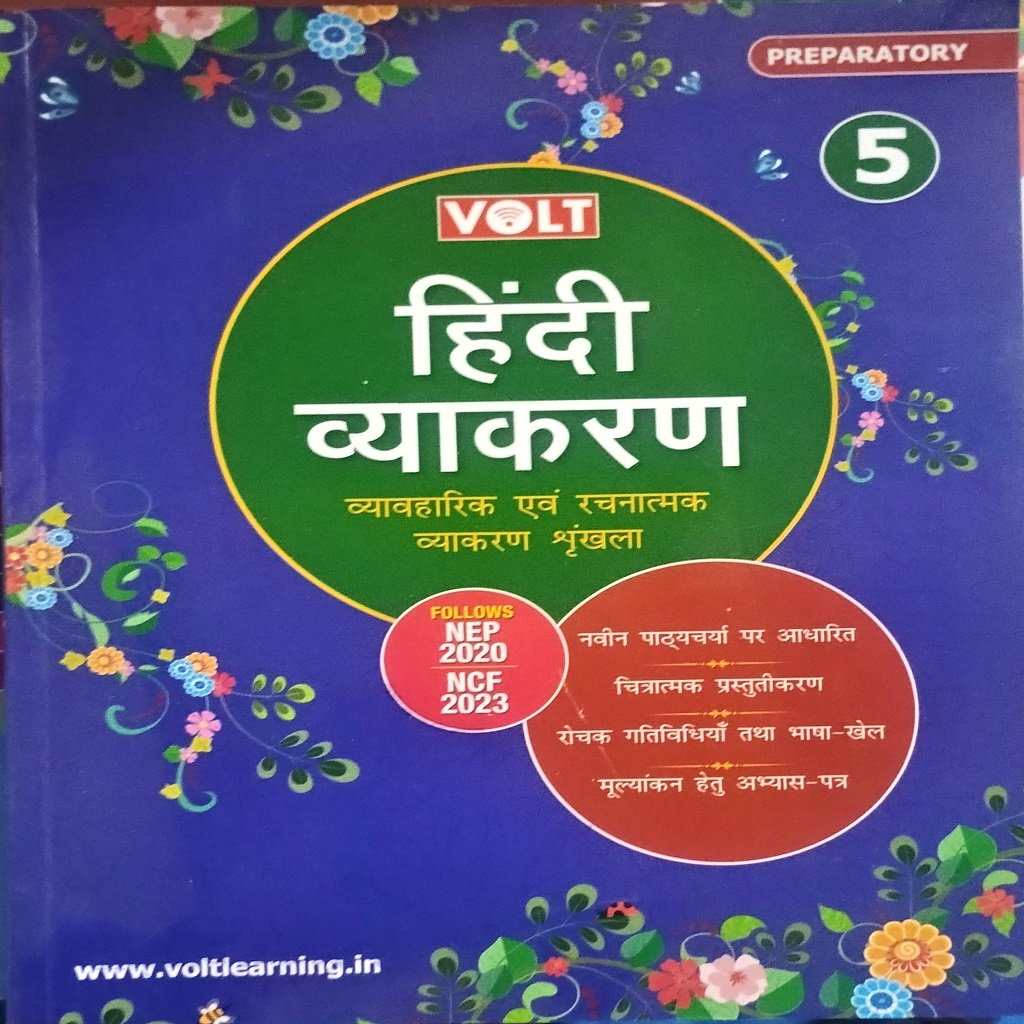 PREPARATORY
5
VOLT
हिंदी
व्याकरण
व्यावहारिक एवं रचनात्मक
व्याकरण शृंखला
FOLLOWS
NEP
2020
NCF
2023
नवीन पाठ्यचर्या पर आधारित
चित्रात्मक प्रस्तुतीकरण
रोचक गतिविधियाँ तथा भाषा-खेल
मूल्यांकन हेतु अभ्यास-पत्र
www.voltlearning.in